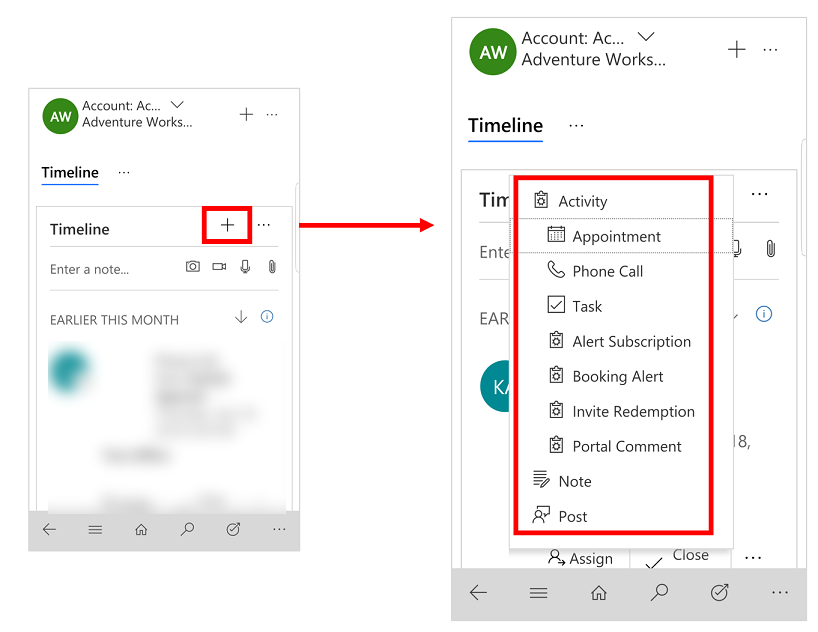 AW
Account: Ac...
Adventure Works...
Timeline
Timeline
Enter a note...
EARLIER THIS MONTH
AW
Account: Ac...
Adventure Works...
Timeline
Tim
Activity
Appointment
Ente
Phone Call
Task
EAR
Alert Subscription
Booking Alert
KA
Invite Redemption
Portal Comment
18,
Note
Post
Assign
Close